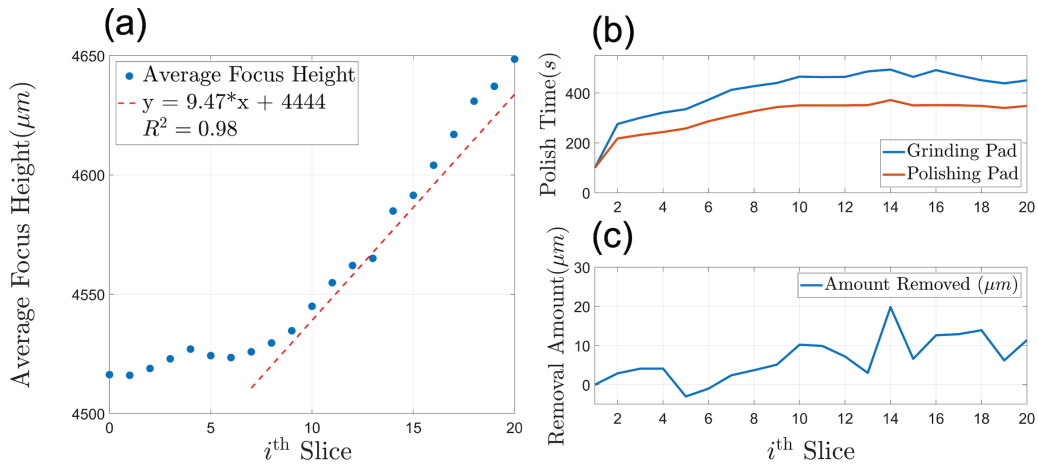 (a)
Average Focus Height(μm)
4650
4600
4550
4500
Average Focus Height
y = 9.47*x + 4444
R² = 0.98
0 5 10 15 20
iᵗʰ Slice
(b)
Polish Time(s)
400
200
0
Grinding Pad
Polishing Pad
2 4 6 8 10 12 14 16 18 20
(c)
Removal Amount(μm)
30
20
10
0
Amount Removed (μm)
2 4 6 8 10 12 14 16 18 20
iᵗʰ Slice